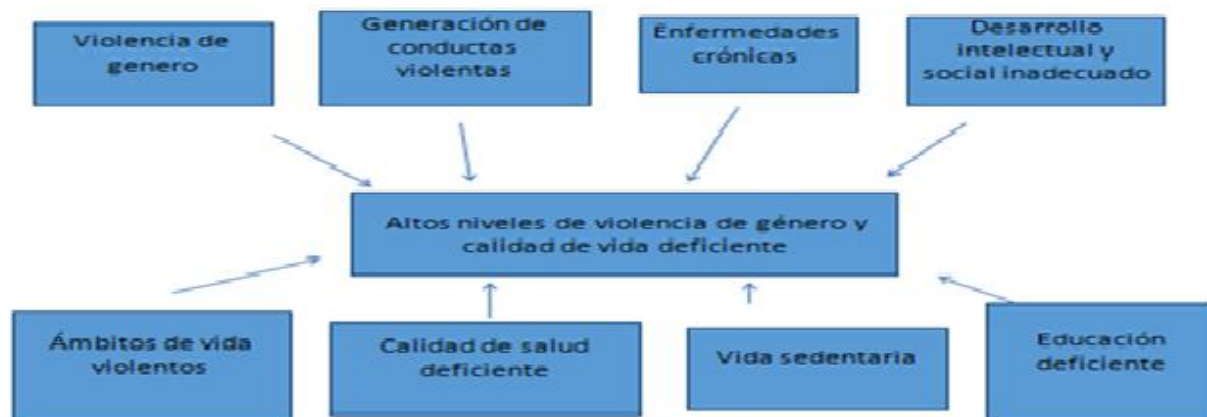 Violencia de
genero
Generación de
conductas
violentas
Enfermedades
crónicas
Desarrollo
intelectual y
social inadecuado
Altos niveles de violencia de género y
calidad de vida deficiente
Ámbitos de vida
violentos
Calidad de salud
deficiente
Vida sedentaria
Educación
deficiente